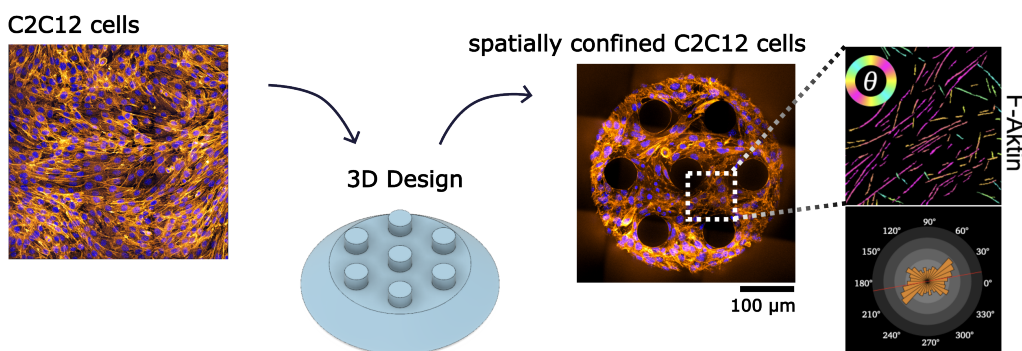 C2C12 cells
spatially confined C2C12 cells
3D Design
100 µm
θ
F-Aktin
90°
120°
60°
150°
30°
180°
0°
210°
330°
240°
300°
270°